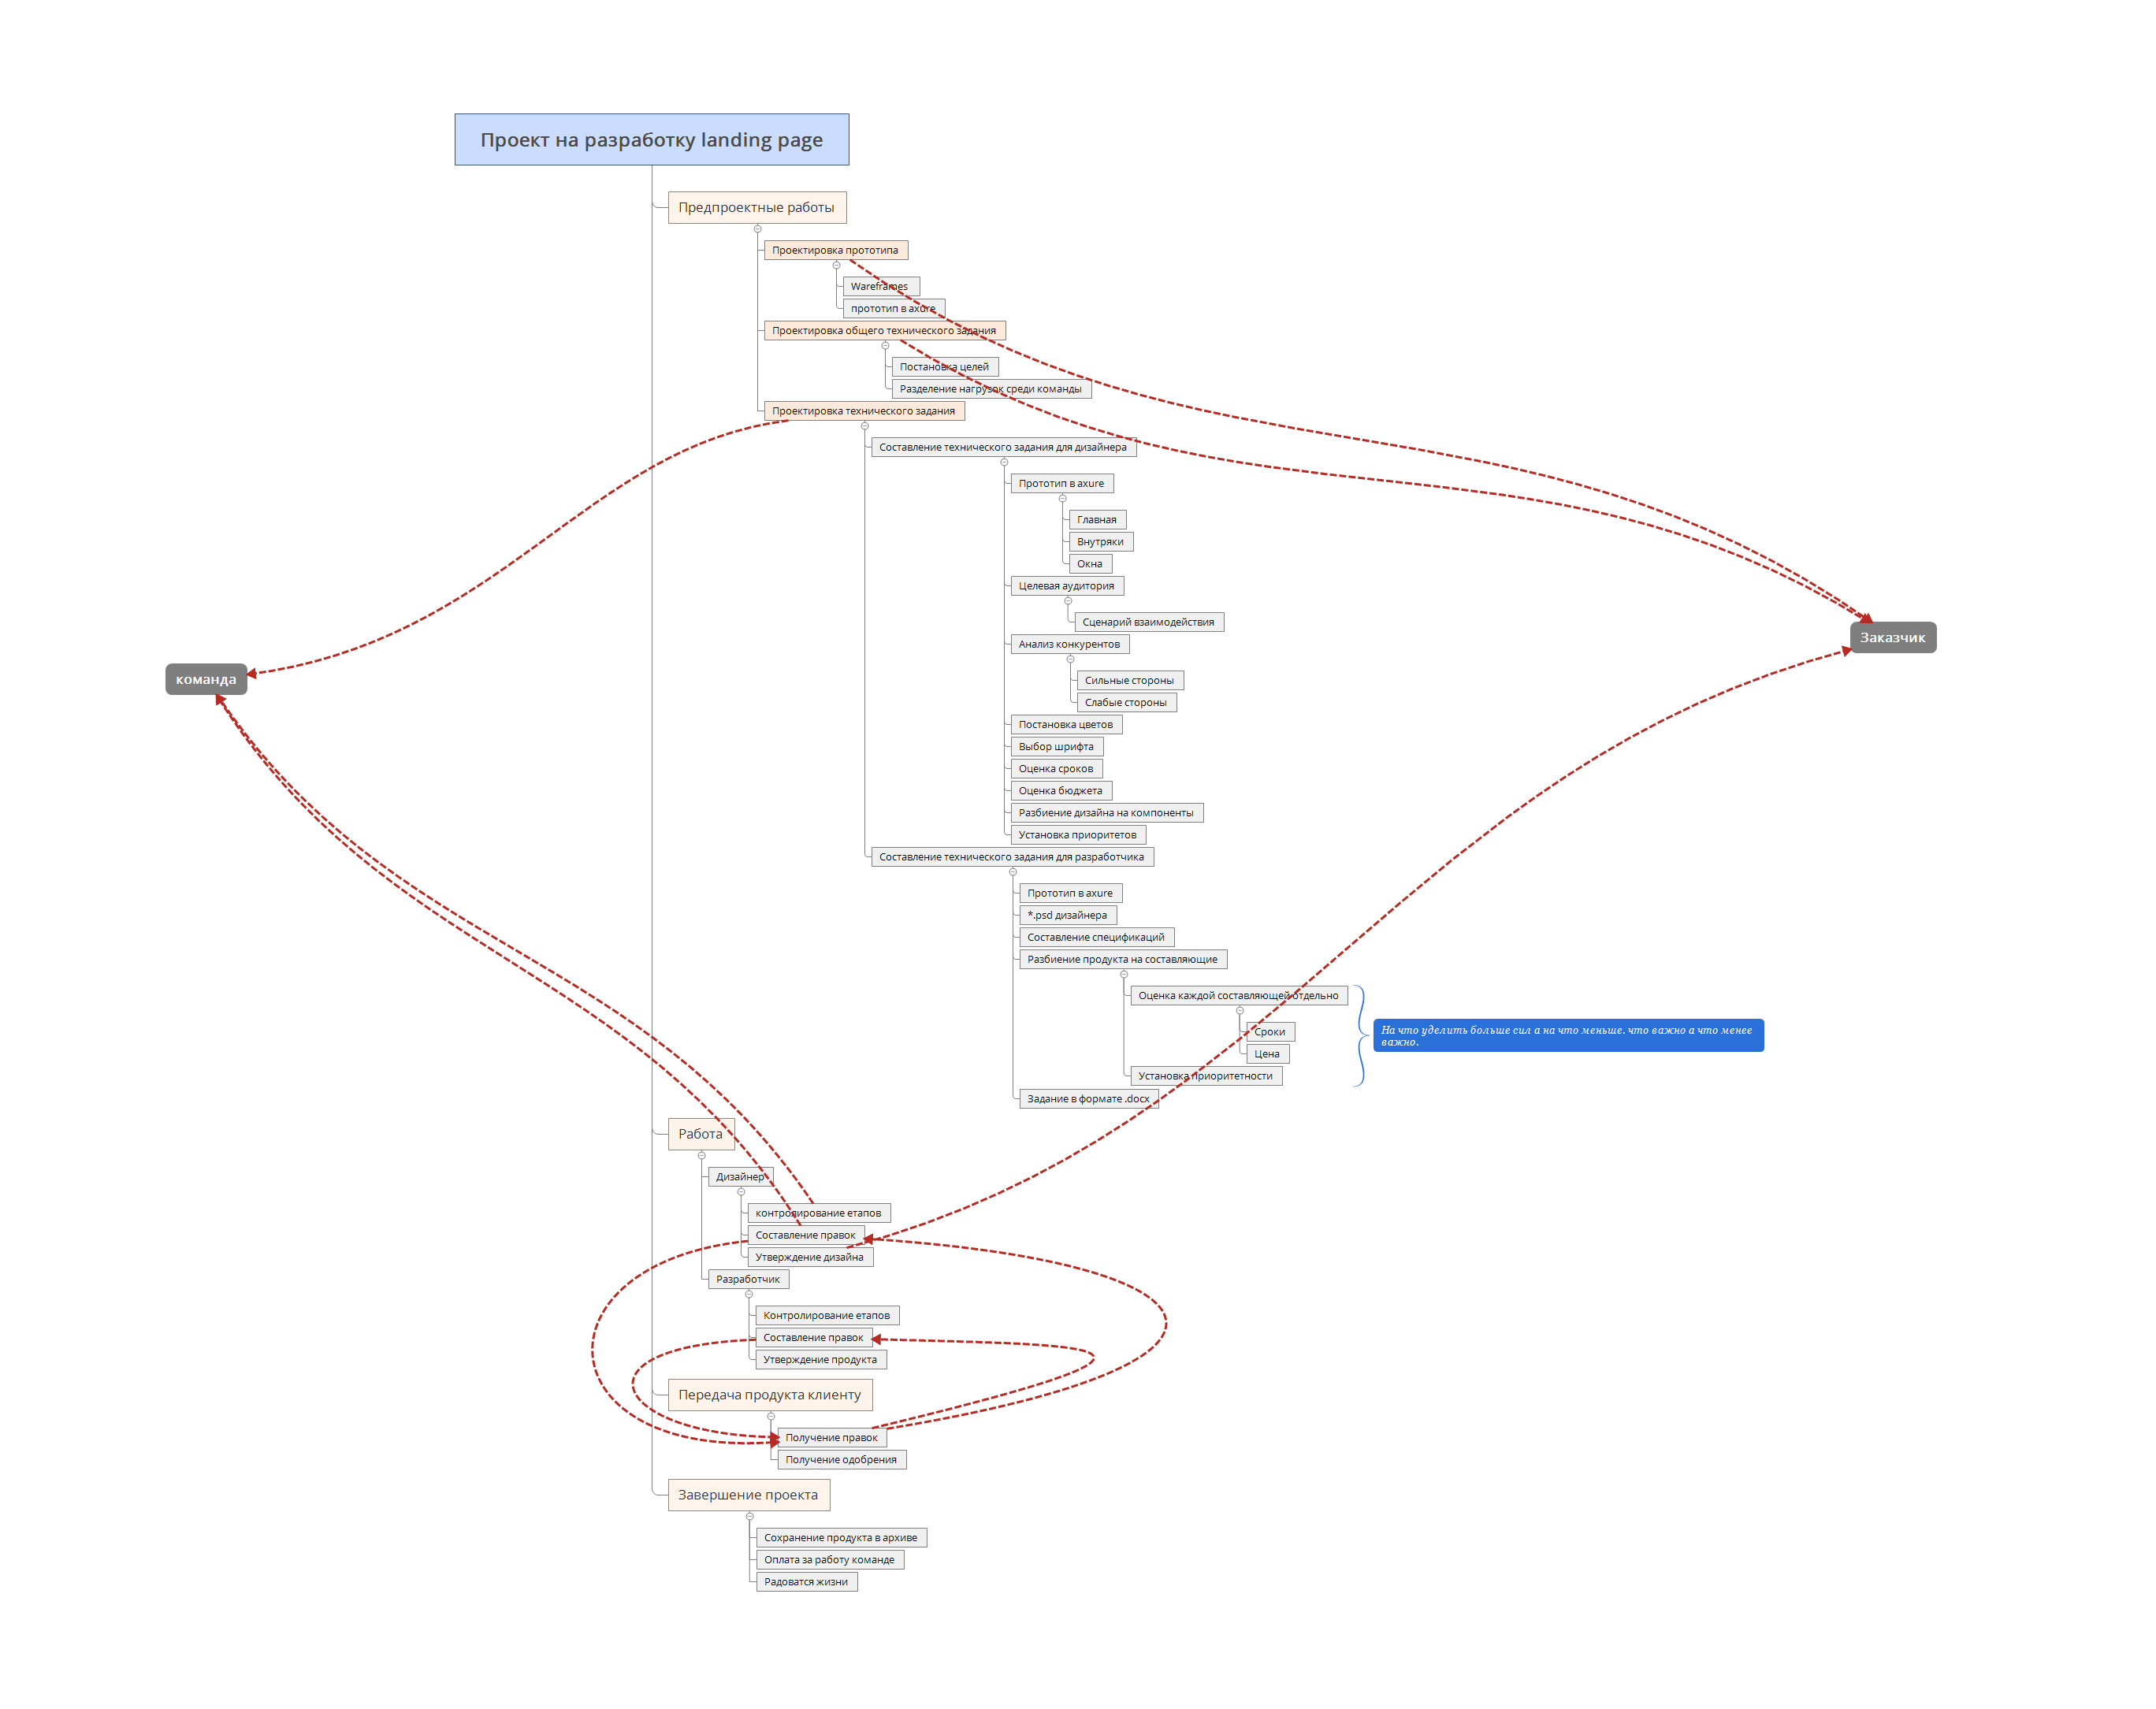 Проект на разработку landing page
Предпроектные работы
Проектировка прототипа
Wareframes
прототип в axure
Проектировка общего технического задания
Постановка целей
Разделение нагрузок среди команды
Проектировка технического задания
Составление технического задания для дизайнера
Прототип в axure
Главная
Внутряки
Окна
Целевая аудитория
Сценарий взаимодействия
Анализ конкурентов
Сильные стороны
Слабые стороны
Постановка цветов
Выбор шрифта
Оценка сроков
Оценка бюджета
Разбиение дизайна на компоненты
Установка приоритетов
Составление технического задания для разработчика
Прототип в axure
*.psd дизайнера
Составление спецификаций
Разбиение продукта на составляющие
Оценка каждой составляющей отдельно
Сроки
Цена
Установка приоритетности
На что уделить больше сил а на что меньше. что важно а что менее
важно.
Задание в формате .docx
Работа
Дизайнер
контролирование етапов
Составление правок
Утверждение дизайна
Разработчик
Контролирование етапов
Составление правок
Утверждение продукта
Передача продукта клиенту
Получение правок
Получение одобрения
Завершение проекта
Сохранение продукта в архиве
Оплата за работу команде
Радоватся жизни
команда
Заказчик